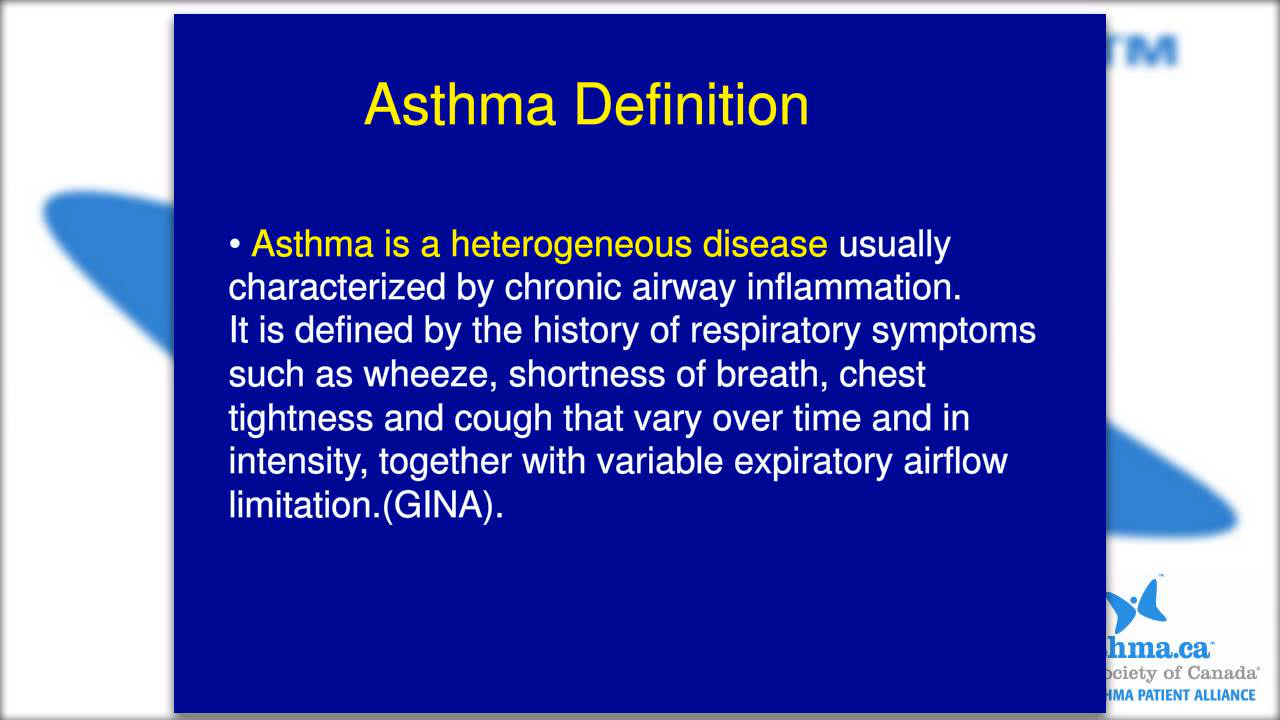 TM
Asthma Definition
• Asthma is a heterogeneous disease usually
characterized by chronic airway inflammation.
It is defined by the history of respiratory symptoms
such as wheeze, shortness of breath, chest
tightness and cough that vary over time and in
intensity, together with variable expiratory airflow
limitation.(GINA).
hma.ca™
ociety of Canada®
HMA PATIENT ALLIANCE